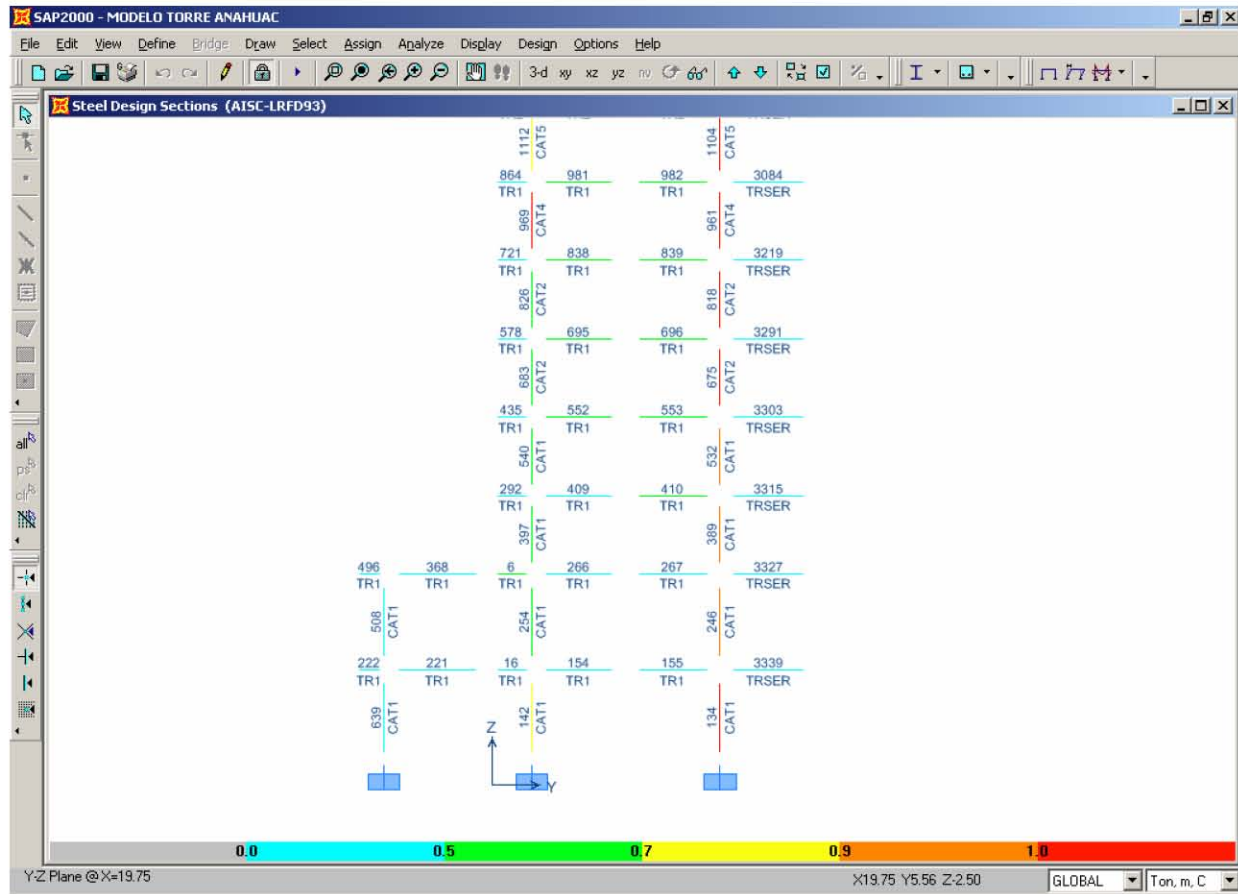 SAP2000 - MODELO TORRE ANAHUAC
File Edit View Define Bridge Draw Select Assign Analyze Display Design Options Help
3-d xy xz yz nv
Steel Design Sections (AISC-LRFD93)
1112 CAT5 1104 CAT5
864 981 982 3084
TR1 TR1 TR1 TRSER
969 CAT4 961 CAT4
721 838 839 3219
TR1 TR1 TR1 TRSER
826 CAT2 818 CAT2
578 695 696 3291
TR1 TR1 TR1 TRSER
683 CAT2 675 CAT2
435 552 553 3303
TR1 TR1 TR1 TRSER
540 CAT1 532 CAT1
292 409 410 3315
TR1 TR1 TR1 TRSER
397 CAT1 389 CAT1
496 368 6 266 267 3327
TR1 TR1 TR1 TR1 TR1 TRSER
508 CAT1 254 CAT1 246 CAT1
222 221 16 154 155 3339
TR1 TR1 TR1 TR1 TR1 TRSER
639 CAT1 142 CAT1 134 CAT1
Z
Y
all
ps
clr
0.0 0.5 0.7 0.9 1.0
Y-Z Plane @ X=19.75 X19.75 Y5.56 Z-2.50 GLOBAL Ton, m, C